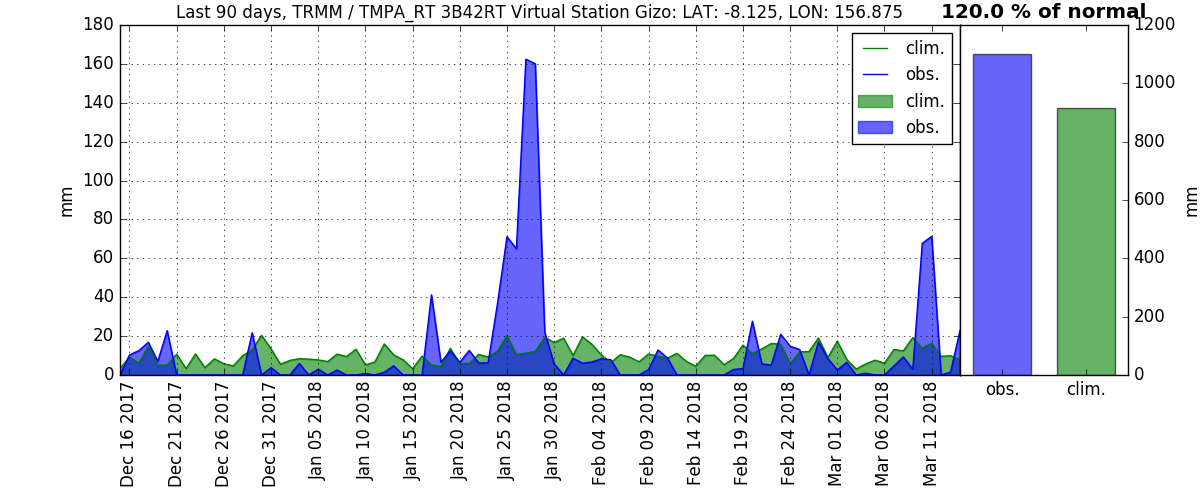 Last 90 days, TRMM / TMPA_RT 3B42RT Virtual Station Gizo: LAT: -8.125, LON: 156.875
120.0 % of normal
180
160
140
120
100
80
60
40
20
0
mm
clim.
obs.
clim.
obs.
1200
1000
800
600
400
200
0
mm
Dec 16 2017
Dec 21 2017
Dec 26 2017
Dec 31 2017
Jan 05 2018
Jan 10 2018
Jan 15 2018
Jan 20 2018
Jan 25 2018
Jan 30 2018
Feb 04 2018
Feb 09 2018
Feb 14 2018
Feb 19 2018
Feb 24 2018
Mar 01 2018
Mar 06 2018
Mar 11 2018
obs.
clim.